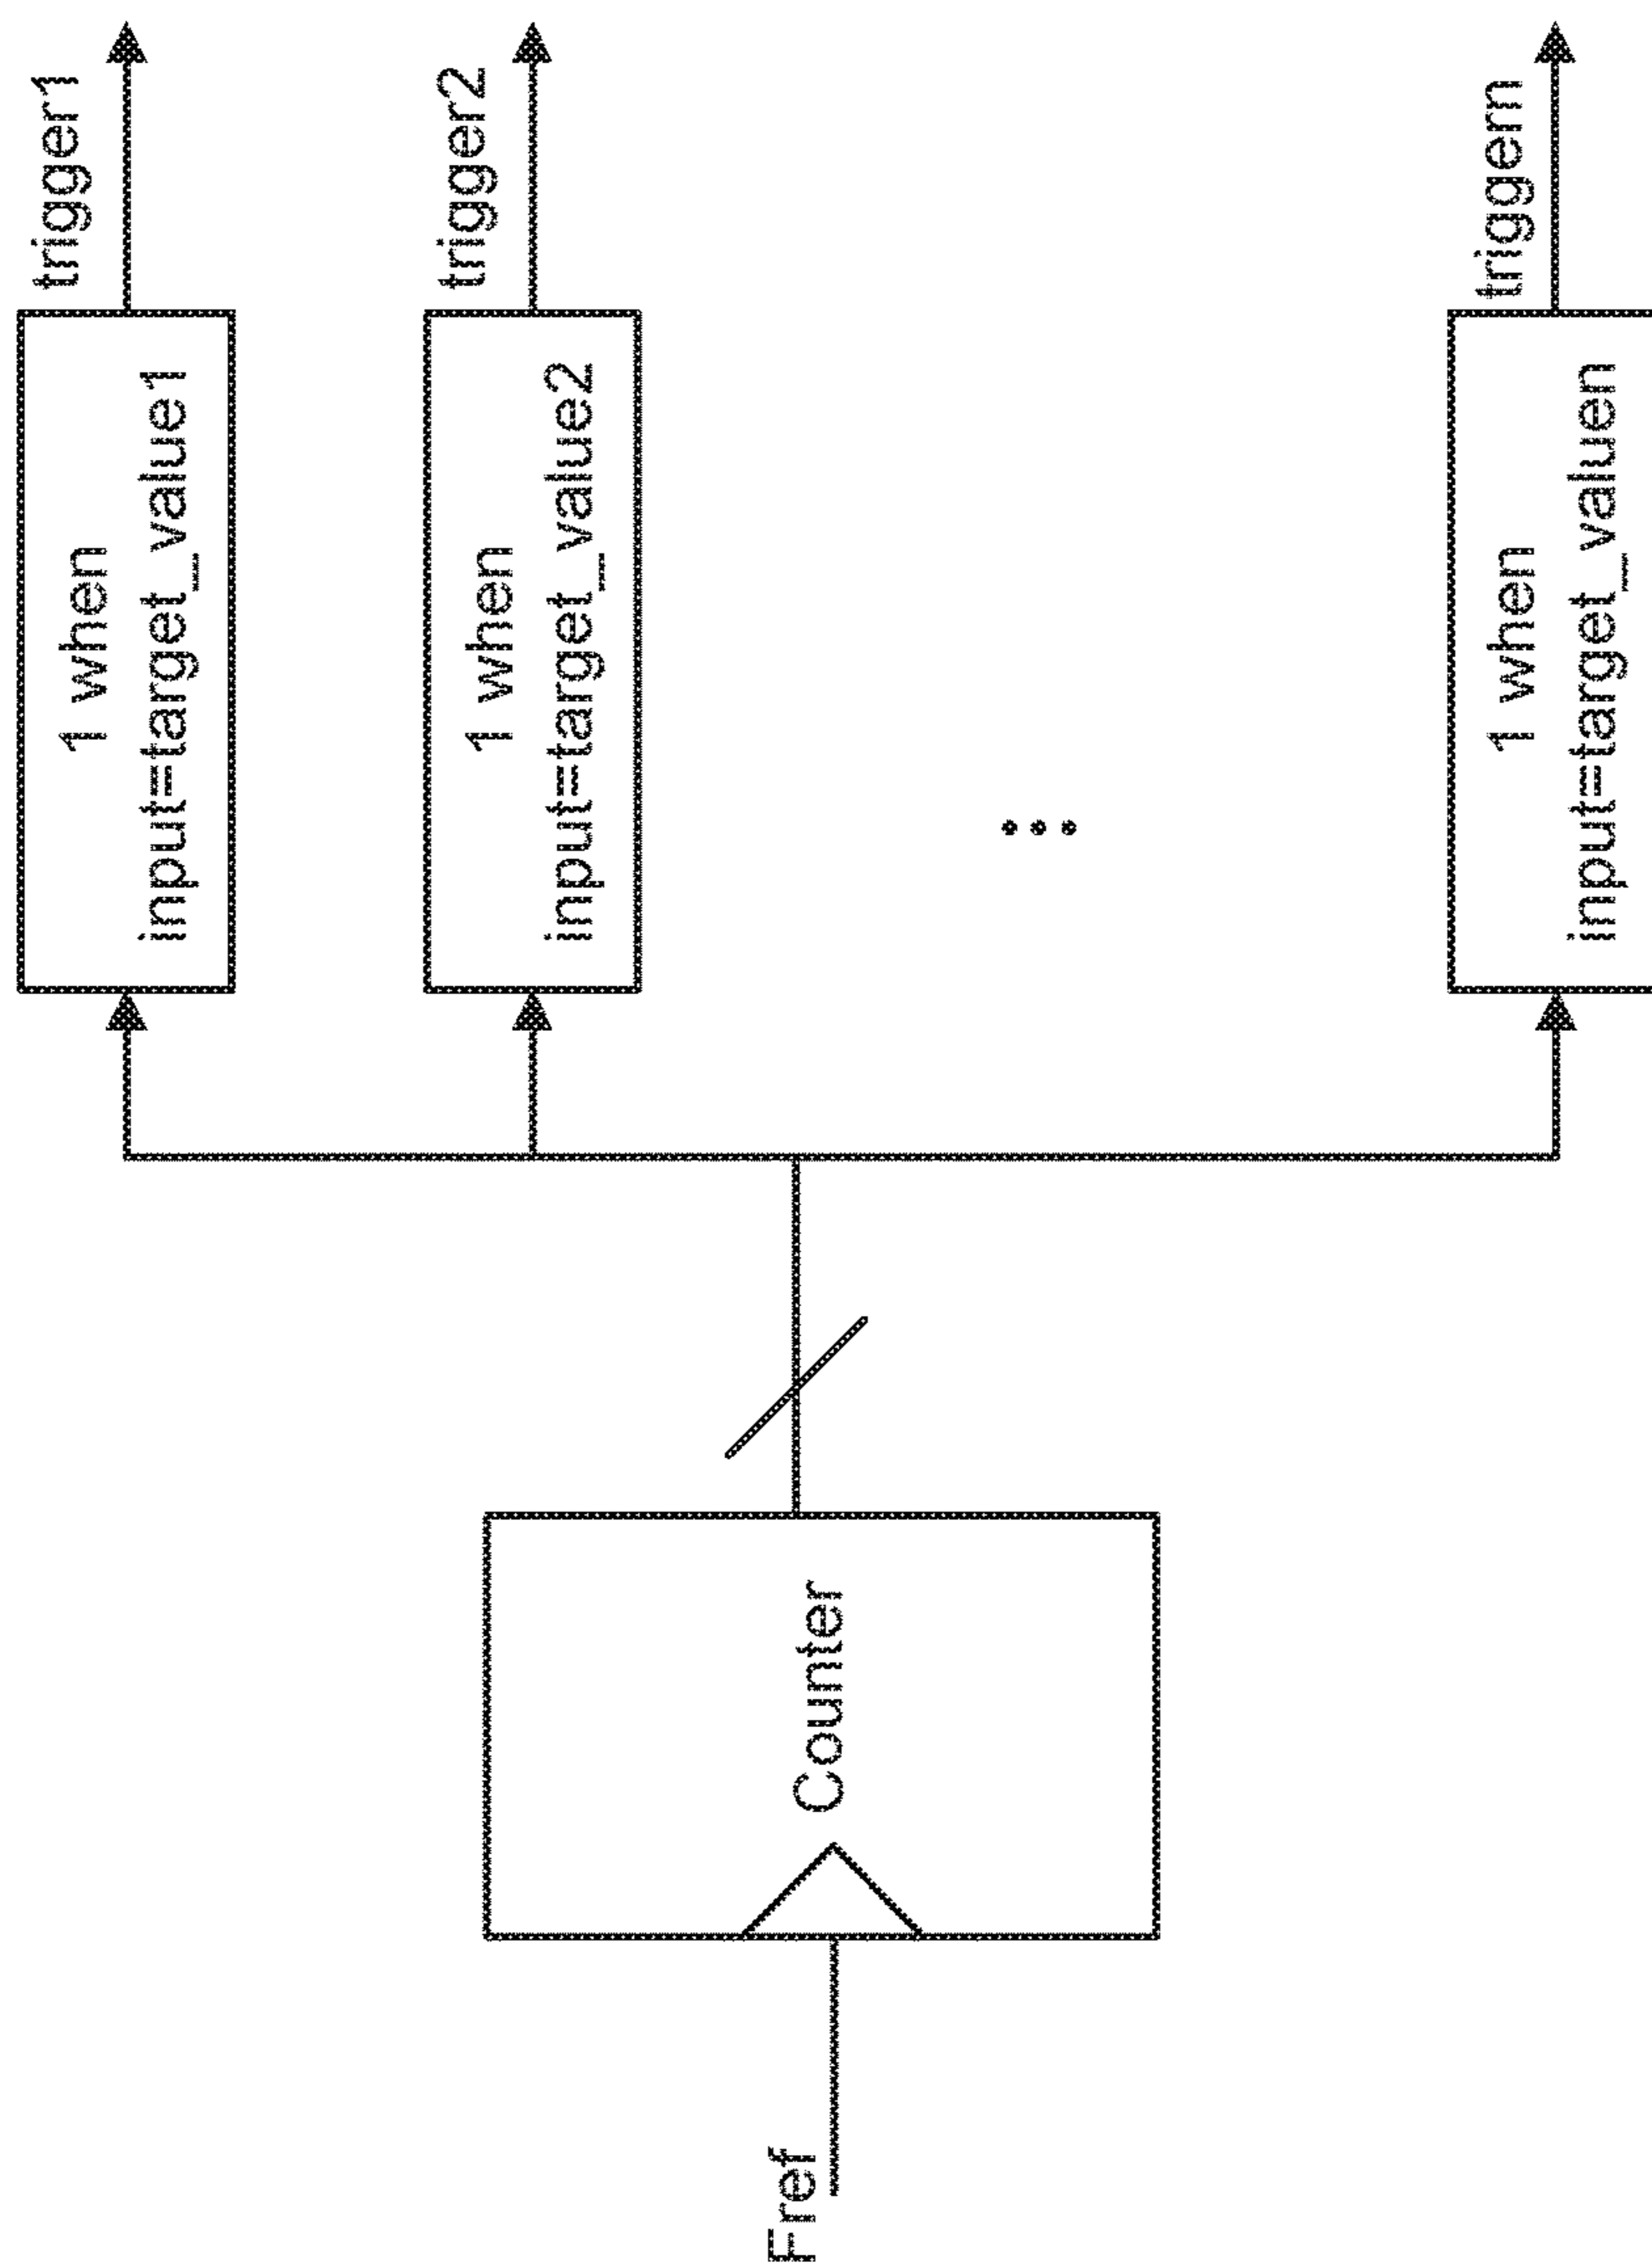 Fref
Counter
1 when
input=target_value1
trigger1
1 when
input=target_value2
trigger2
...
1 when
input=target_valuen
triggern